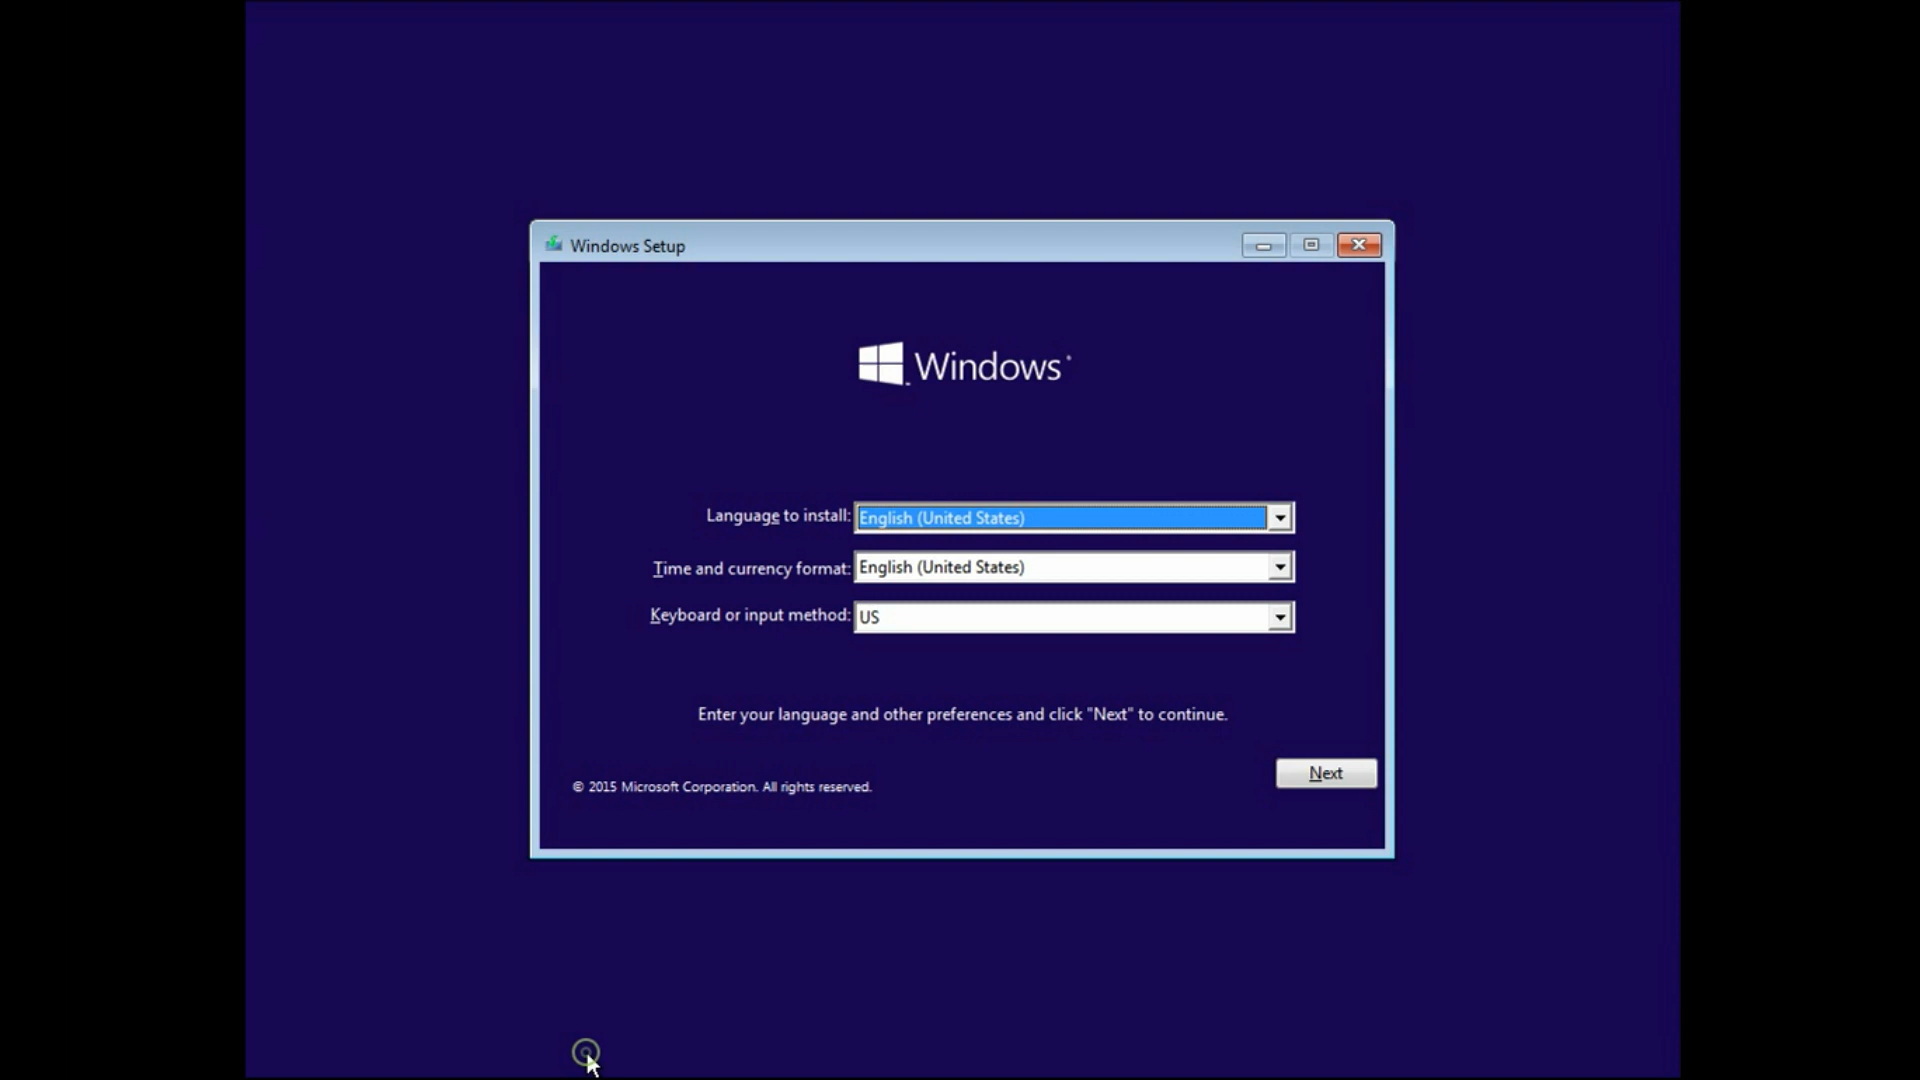 Windows Setup
Windows
Language to install: English (United States)
Time and currency format: English (United States)
Keyboard or input method: US
Enter your language and other preferences and click "Next" to continue.
Next
© 2015 Microsoft Corporation. All rights reserved.